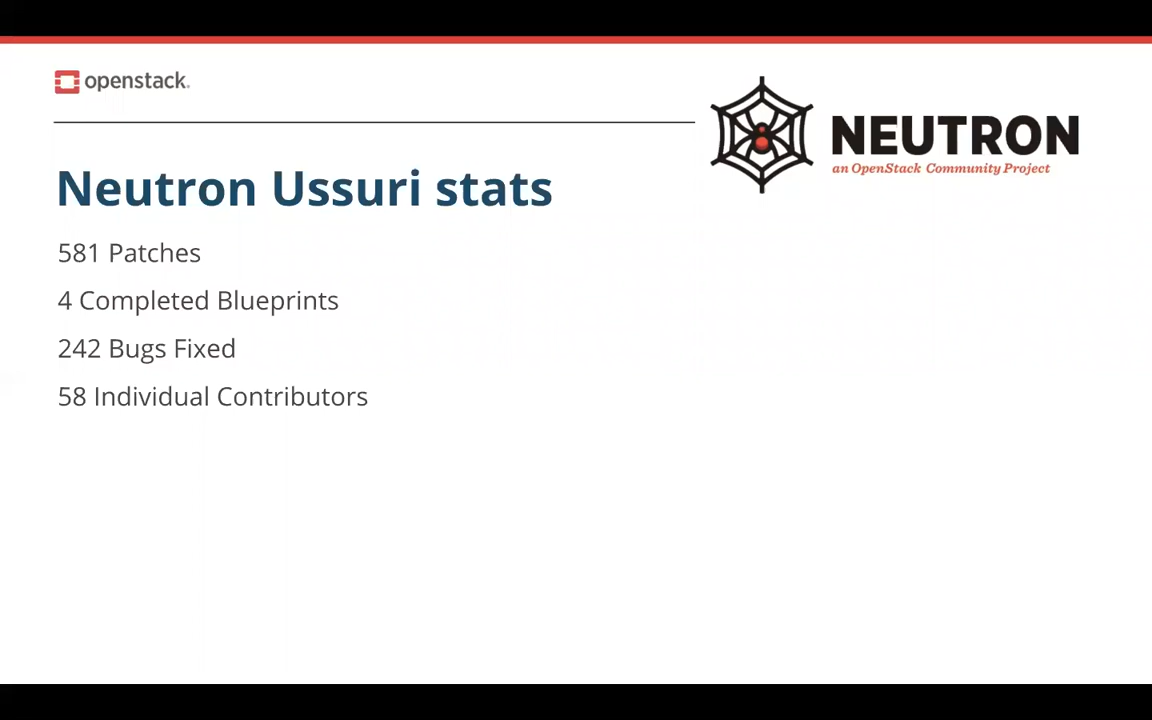 openstack.
NEUTRON
an OpenStack Community Project
Neutron Ussuri stats
581 Patches
4 Completed Blueprints
242 Bugs Fixed
58 Individual Contributors